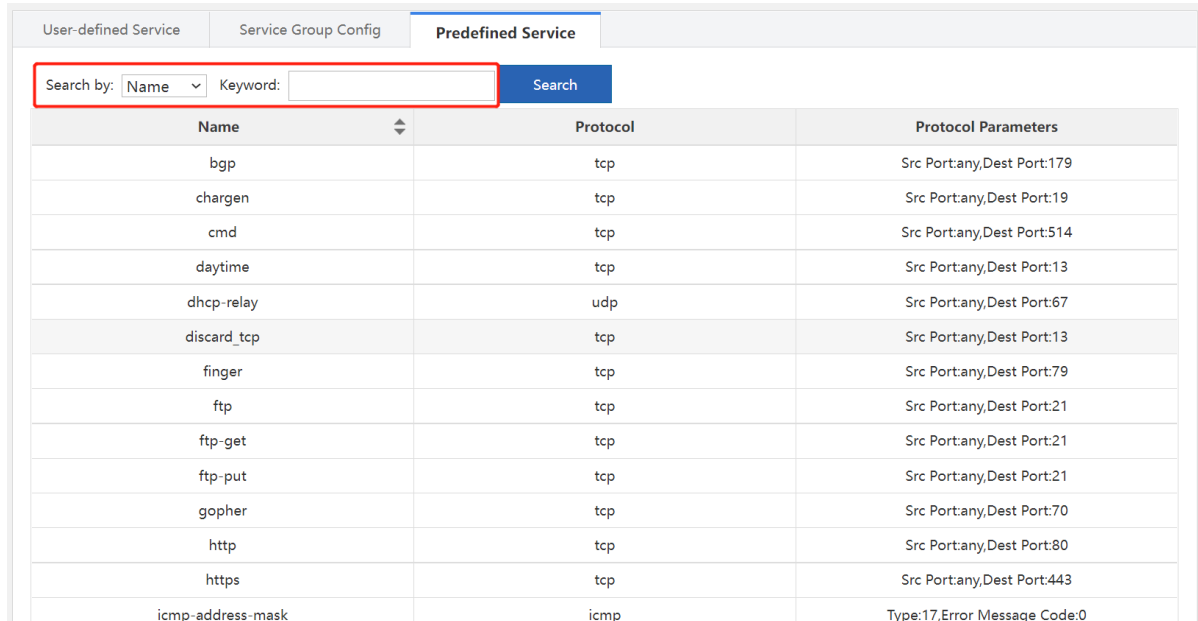 User-defined Service Service Group Config Predefined Service
Search by: Name Keyword: Search
Name Protocol Protocol Parameters
bgp tcp Src Port:any,Dest Port:179
chargen tcp Src Port:any,Dest Port:19
cmd tcp Src Port:any,Dest Port:514
daytime tcp Src Port:any,Dest Port:13
dhcp-relay udp Src Port:any,Dest Port:67
discard_tcp tcp Src Port:any,Dest Port:13
finger tcp Src Port:any,Dest Port:79
ftp tcp Src Port:any,Dest Port:21
ftp-get tcp Src Port:any,Dest Port:21
ftp-put tcp Src Port:any,Dest Port:21
gopher tcp Src Port:any,Dest Port:70
http tcp Src Port:any,Dest Port:80
https tcp Src Port:any,Dest Port:443
icmp-address-mask icmp Type:17,Error Message Code:0